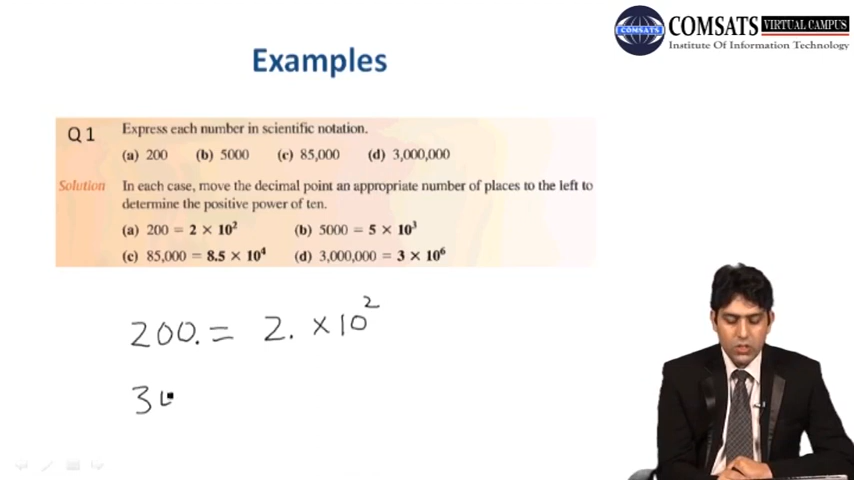 COMSATS VIRTUAL CAMPUS
Institute Of Information Technology
COMSATS
Examples
Q 1 Express each number in scientific notation.
(a) 200 (b) 5000 (c) 85,000 (d) 3,000,000
Solution In each case, move the decimal point an appropriate number of places to the left to
determine the positive power of ten.
(a) 200 = 2 × 10² (b) 5000 = 5 × 10³
(c) 85,000 = 8.5 × 10⁴ (d) 3,000,000 = 3 × 10⁶
200. = 2. × 10²
3